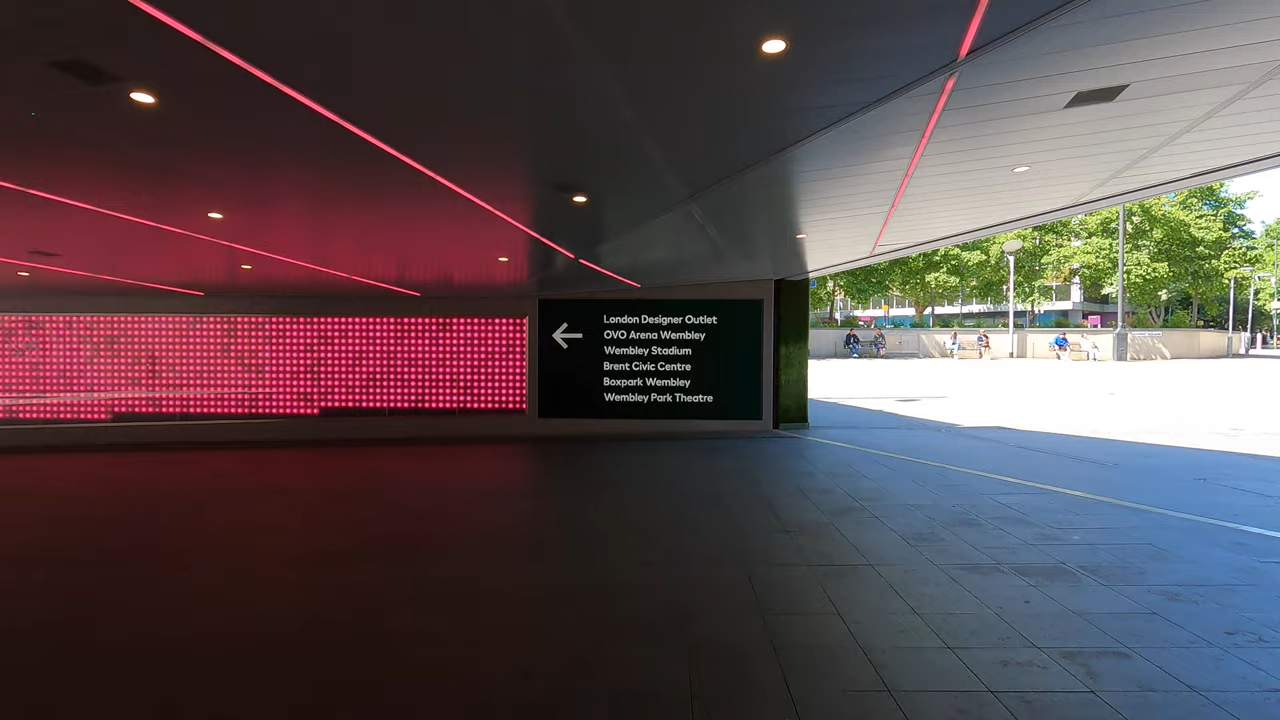 London Designer Outlet
OVO Arena Wembley
Wembley Stadium
Brent Civic Centre
Boxpark Wembley
Wembley Park Theatre